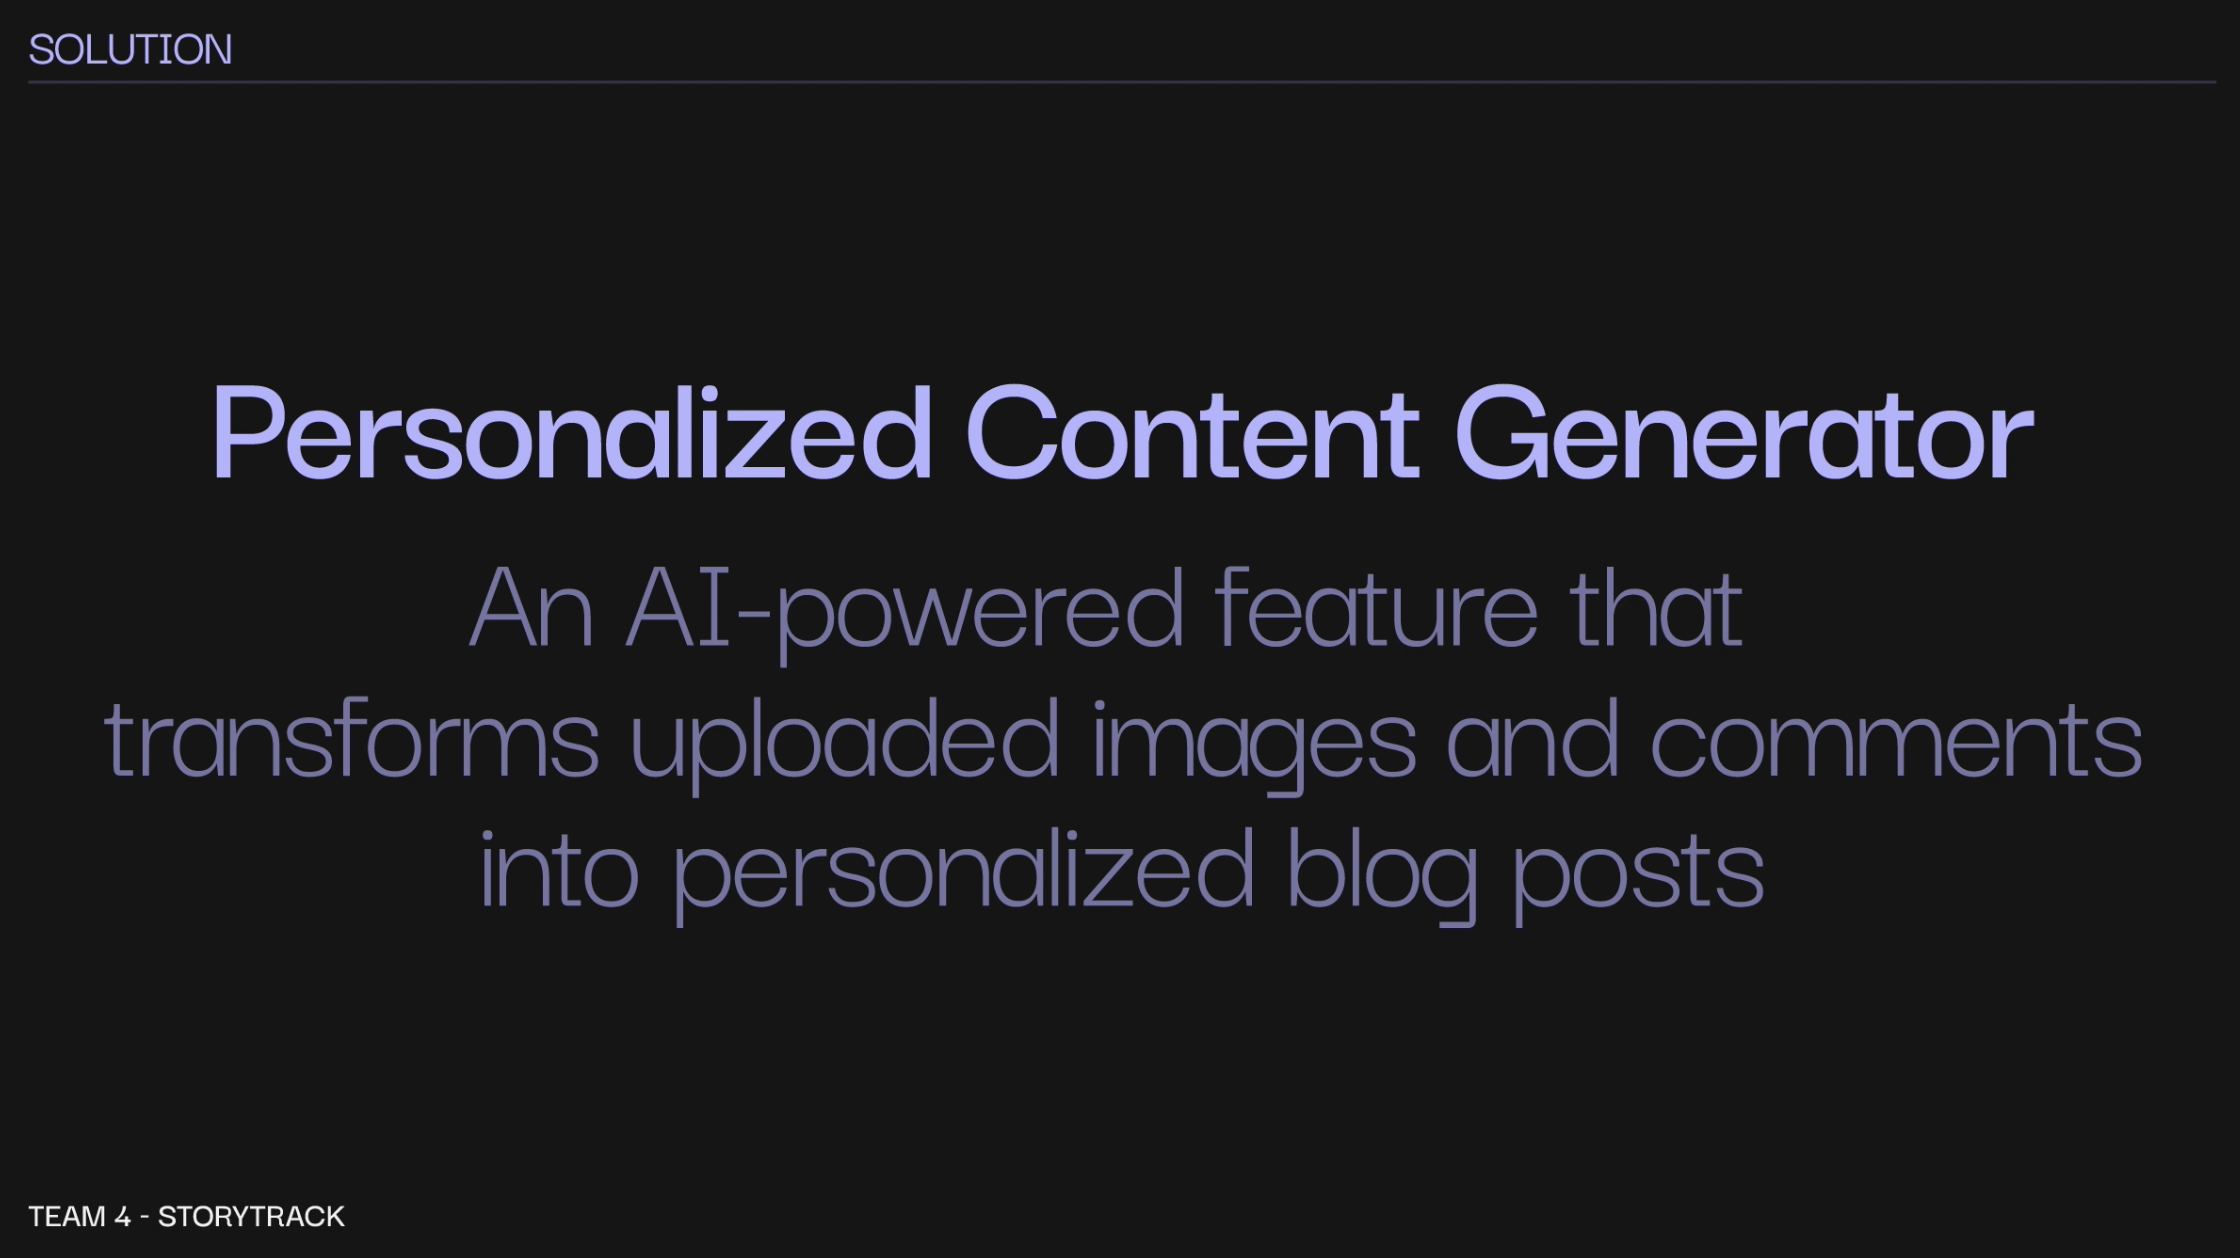 SOLUTION
Personalized Content Generator
An AI-powered feature that
transforms uploaded images and comments
into personalized blog posts
TEAM 4 - STORYTRACK